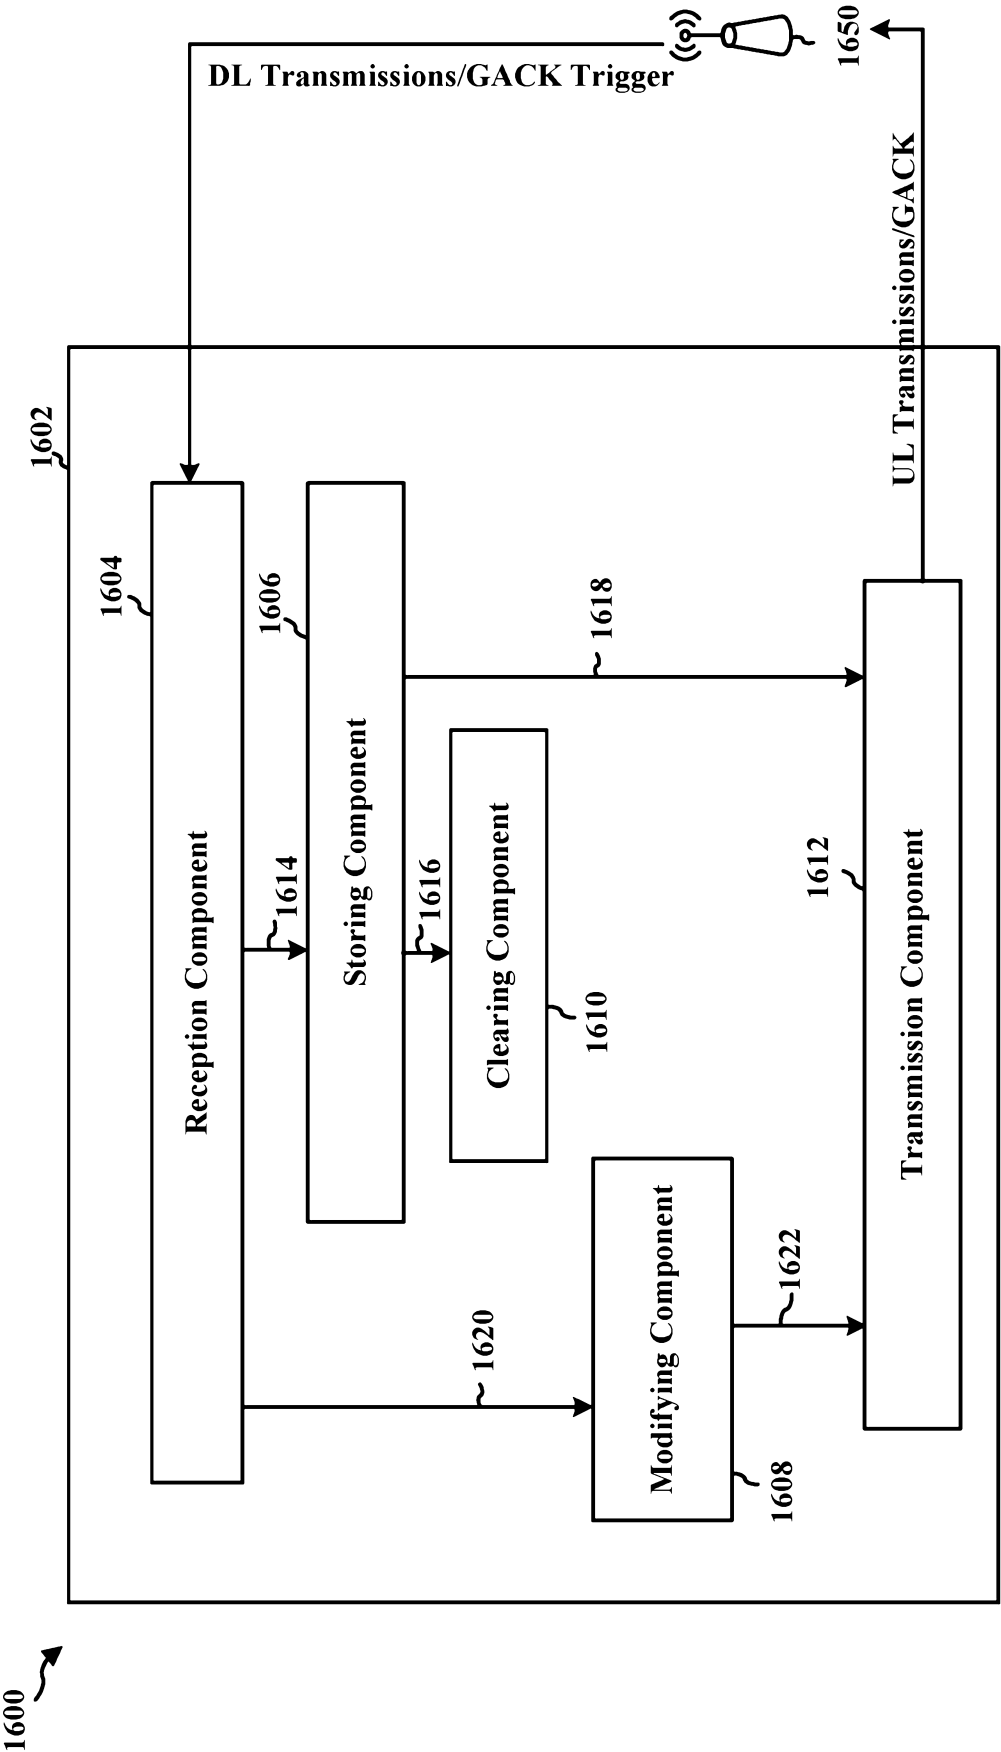 1600
1602
DL Transmissions/GACK Trigger
1650
UL Transmissions/GACK
1604
Reception Component
1614
1606
Storing Component
1616
1618
Clearing Component
1610
1620
Modifying Component
1608
1622
1612
Transmission Component